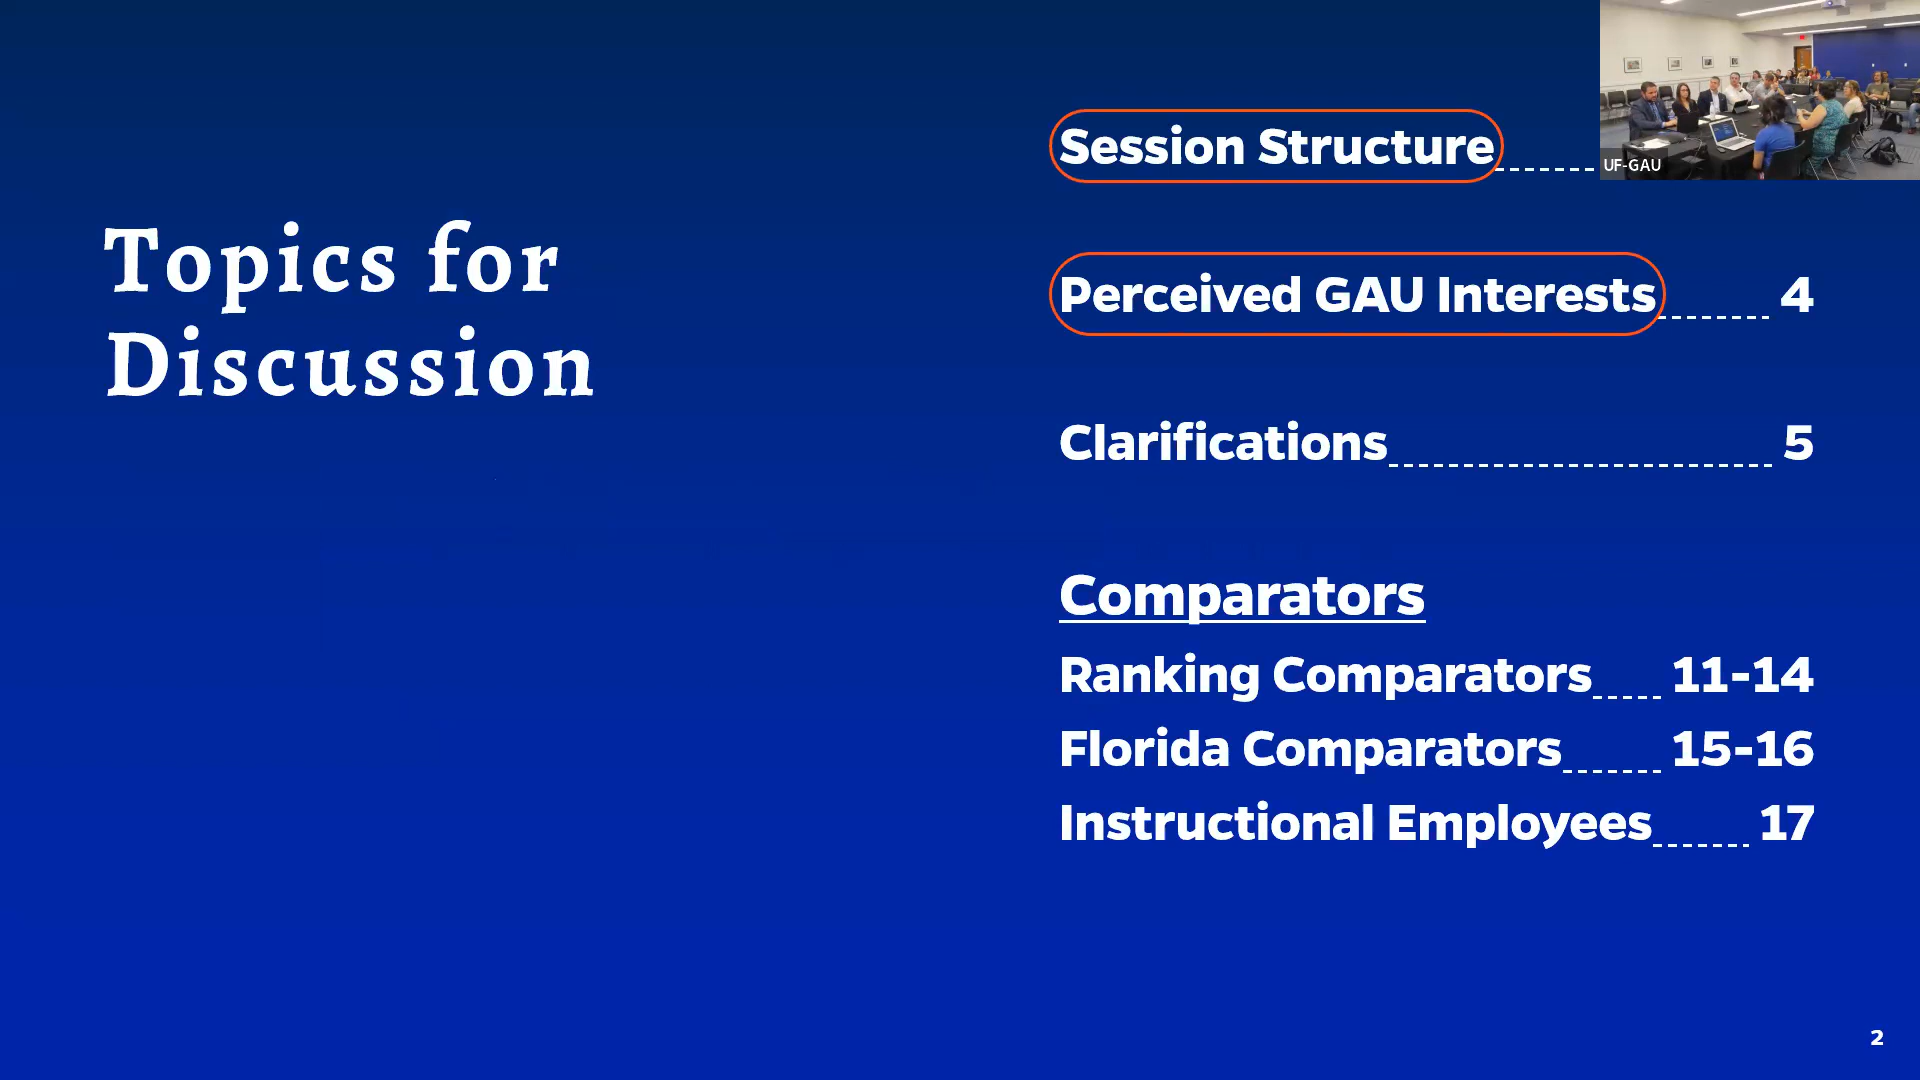 Topics for
Discussion
Session Structure
Perceived GAU Interests 4
Clarifications 5
Comparators
Ranking Comparators 11-14
Florida Comparators 15-16
Instructional Employees 17
UF-GAU
2